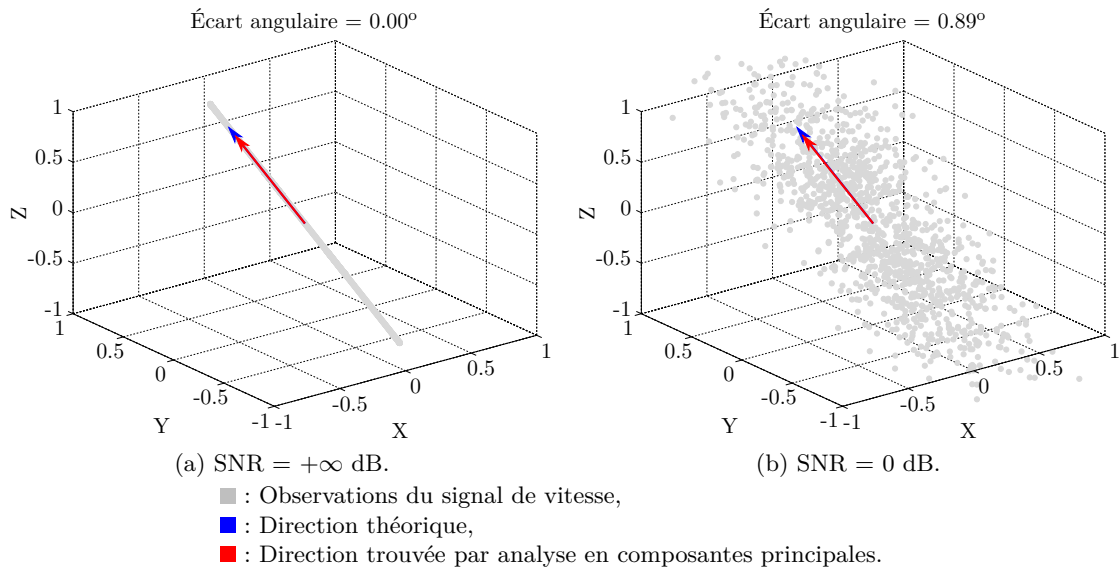 Écart angulaire = 0.00º
1
0.5
0
-0.5
-1
Z
1
0.5
0
-0.5
-1
Y
-1
-0.5
0
0.5
1
X
(a) SNR = +∞ dB.
Écart angulaire = 0.89º
1
0.5
0
-0.5
-1
Z
1
0.5
0
-0.5
-1
Y
-1
-0.5
0
0.5
1
X
(b) SNR = 0 dB.
: Observations du signal de vitesse,
: Direction théorique,
: Direction trouvée par analyse en composantes principales.